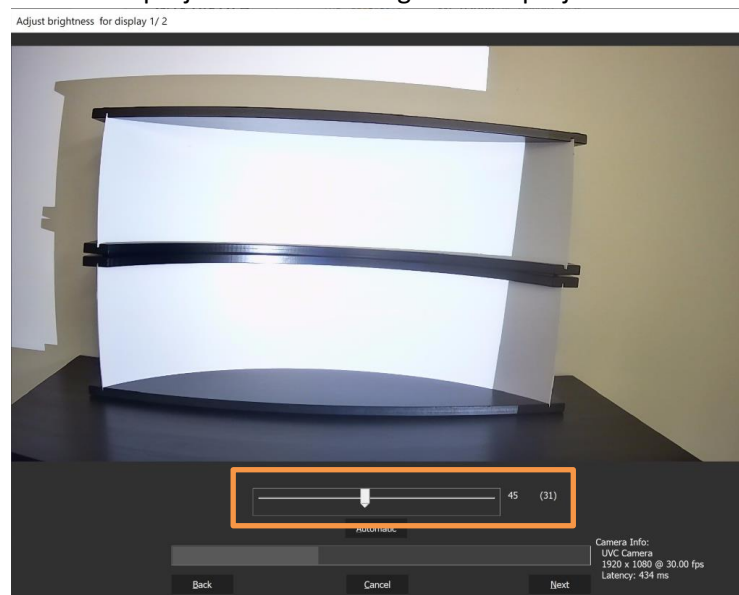 Adjust brightness for display 1/ 2
45 (31)
Automatic
Camera Info:
UVC Camera
1920 x 1080 @ 30.00 fps
Latency: 434 ms
Back Cancel Next